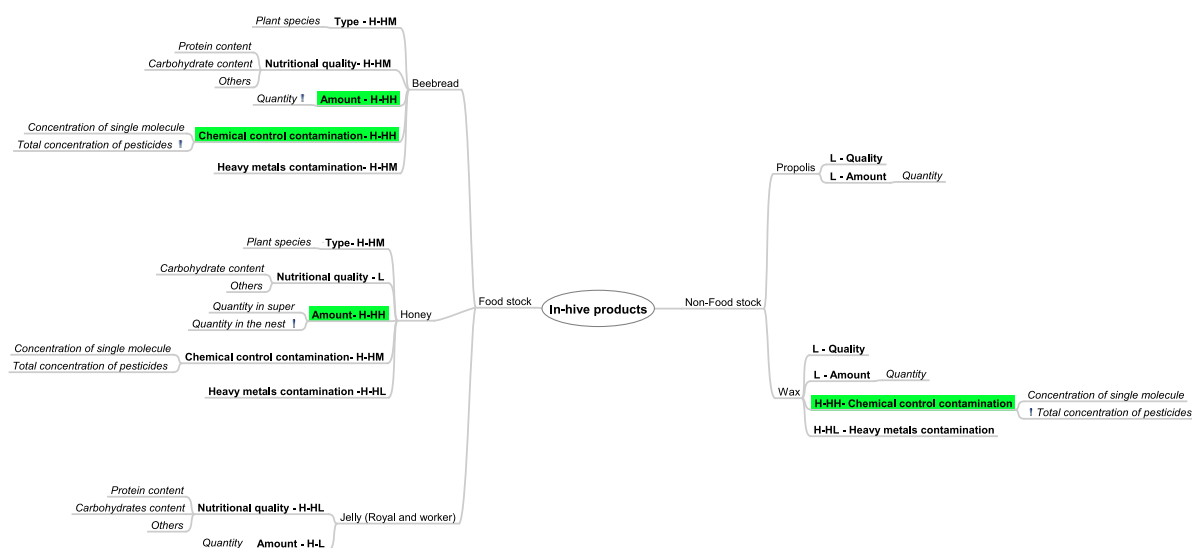 Plant species Type - H-HM
Protein content
Carbohydrate content Nutritional quality- H-HM
Others
Beebread
Quantity ! Amount - H-HH
Concentration of single molecule
Chemical control contamination- H-HH
Total concentration of pesticides !
Heavy metals contamination- H-HM
Plant species Type- H-HM
Carbohydrate content
Nutritional quality - L
Others
Quantity in super
Amount- H-HH
Quantity in the nest !
Honey
Concentration of single molecule
Chemical control contamination- H-HM
Total concentration of pesticides
Heavy metals contamination -H-HL
Protein content
Carbohydrates content Nutritional quality - H-HL
Others
Jelly (Royal and worker)
Quantity Amount - H-L
Food stock
In-hive products
Non-Food stock
Propolis
L - Quality
L - Amount Quantity
Wax
L - Quality
L - Amount Quantity
H-HH- Chemical control contamination
Concentration of single molecule
! Total concentration of pesticides
H-HL - Heavy metals contamination